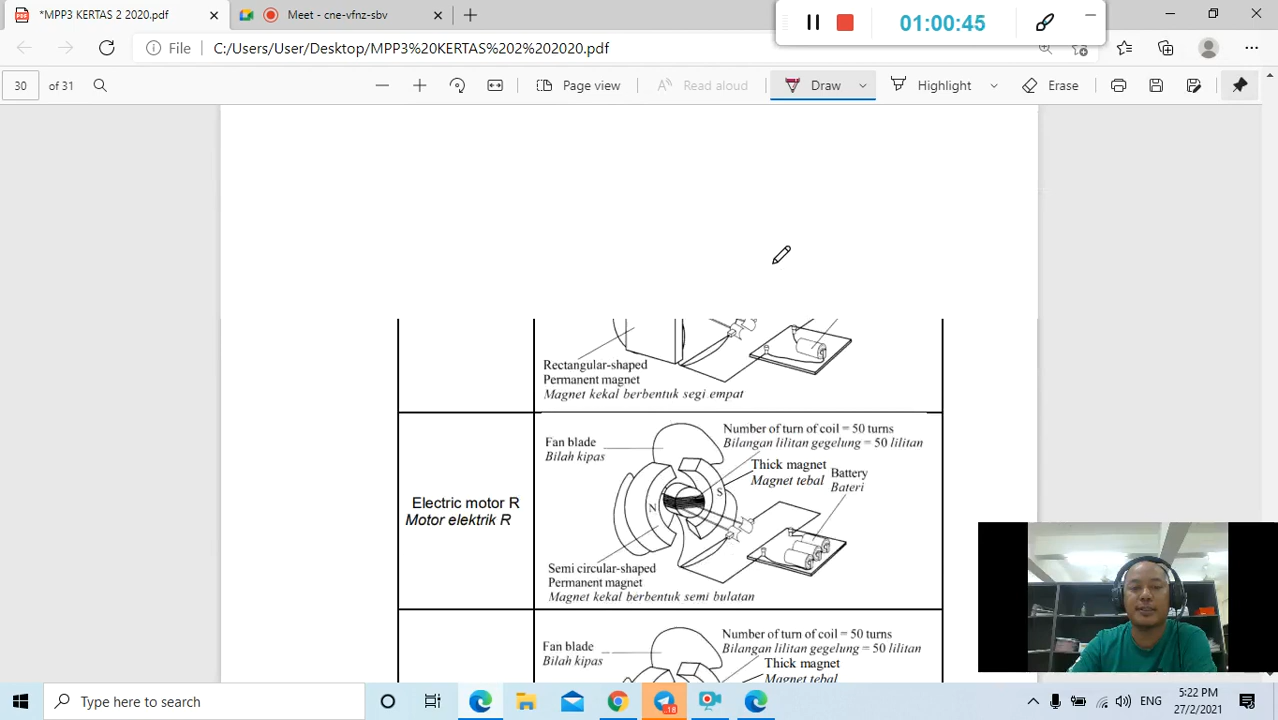 *MPP3 KERTAS 2 2020.pdf
Meet - cne-vfnz-sbv
01:00:45
File
C:/Users/User/Desktop/MPP3%20KERTAS%202%202020.pdf
30
of 31
Page view
Read aloud
Draw
Highlight
Erase
Rectangular-shaped
Permanent magnet
Magnet kekal berbentuk segi empat
Electric motor R
Motor elektrik R
Fan blade
Bilah kipas
Number of turn of coil = 50 turns
Bilangan lilitan gegelung = 50 lilitan
Thick magnet
Magnet tebal
Battery
Bateri
N
S
Semi circular-shaped
Permanent magnet
Magnet kekal berbentuk semi bulatan
Fan blade
Bilah kipas
Number of turn of coil = 50 turns
Bilangan lilitan gegelung = 50 lilitan
Thick magnet
Magnet tebal
Type here to search
18
ENG
5:22 PM
27/2/2021